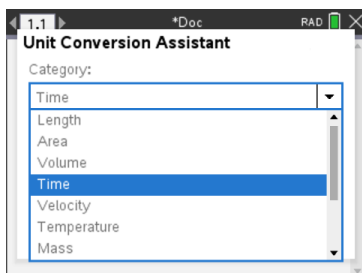 1.1 *Doc RAD
Unit Conversion Assistant
Category:
Time
Length
Area
Volume
Time
Velocity
Temperature
Mass